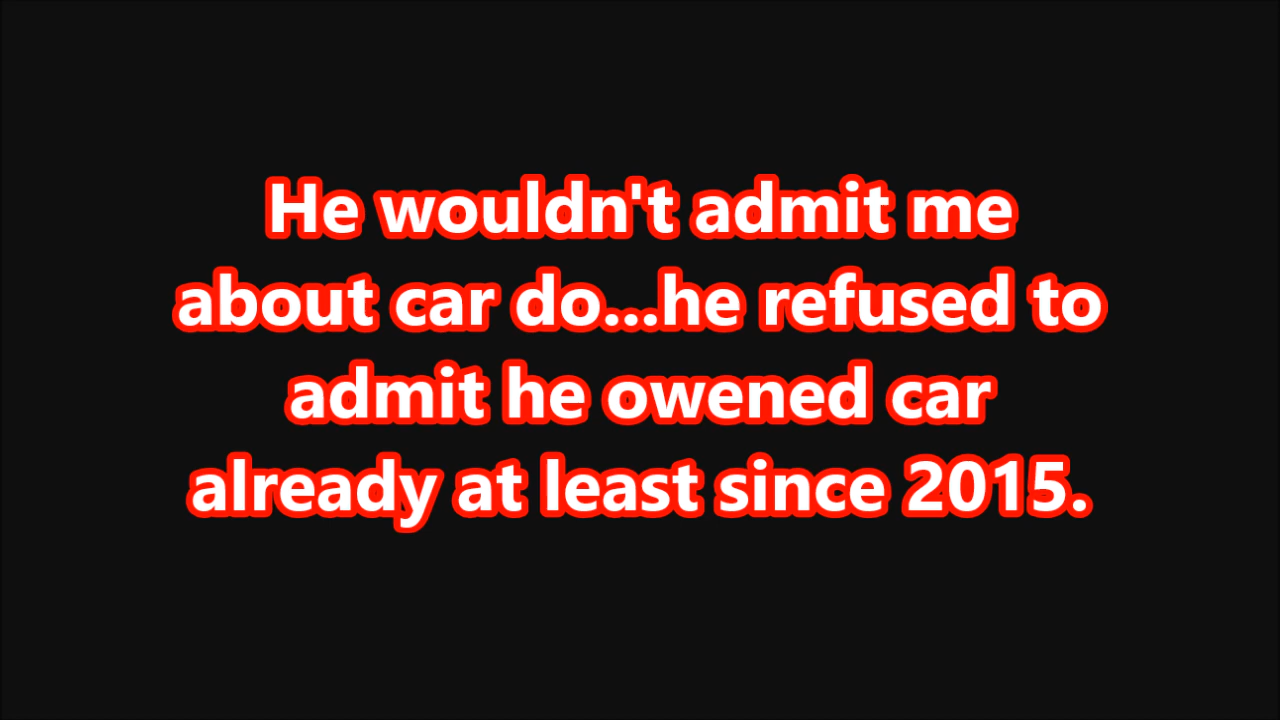 He wouldn't admit me
about car do...he refused to
admit he owened car
already at least since 2015.